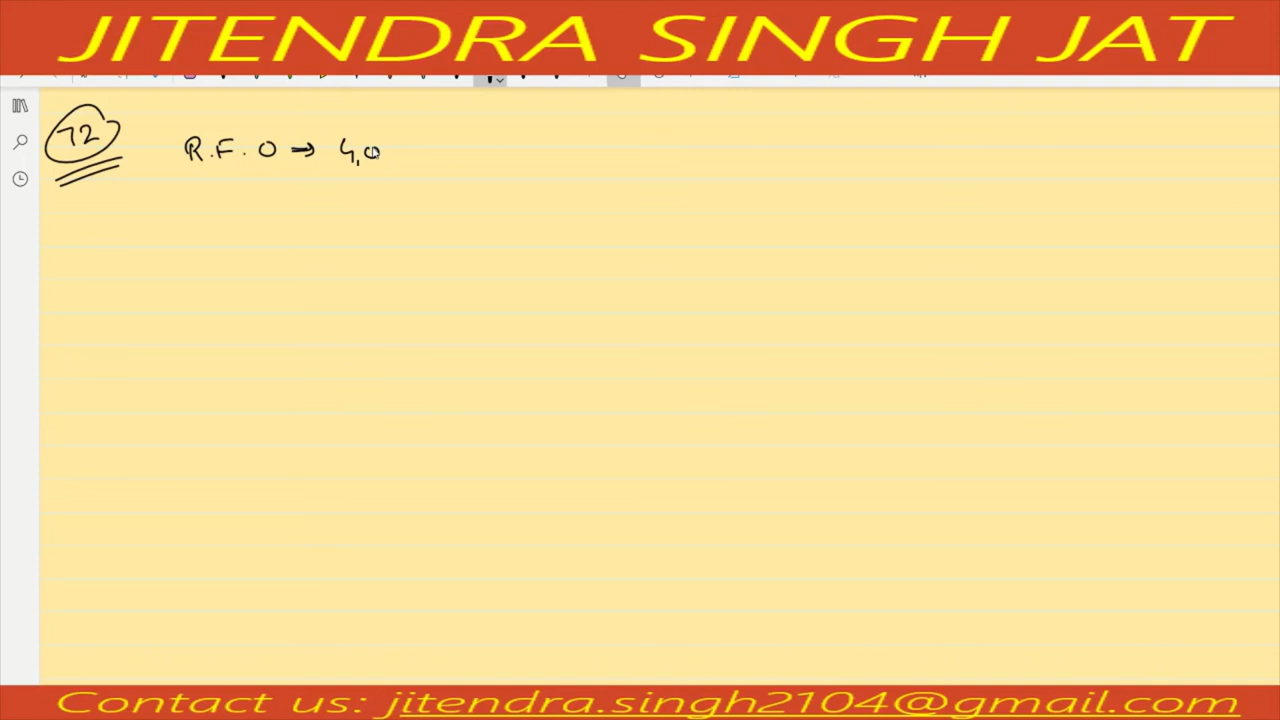 JITENDRA SINGH JAT
72
R.F.O → 4,0
Contact us: jitendra.singh2104@gmail.com